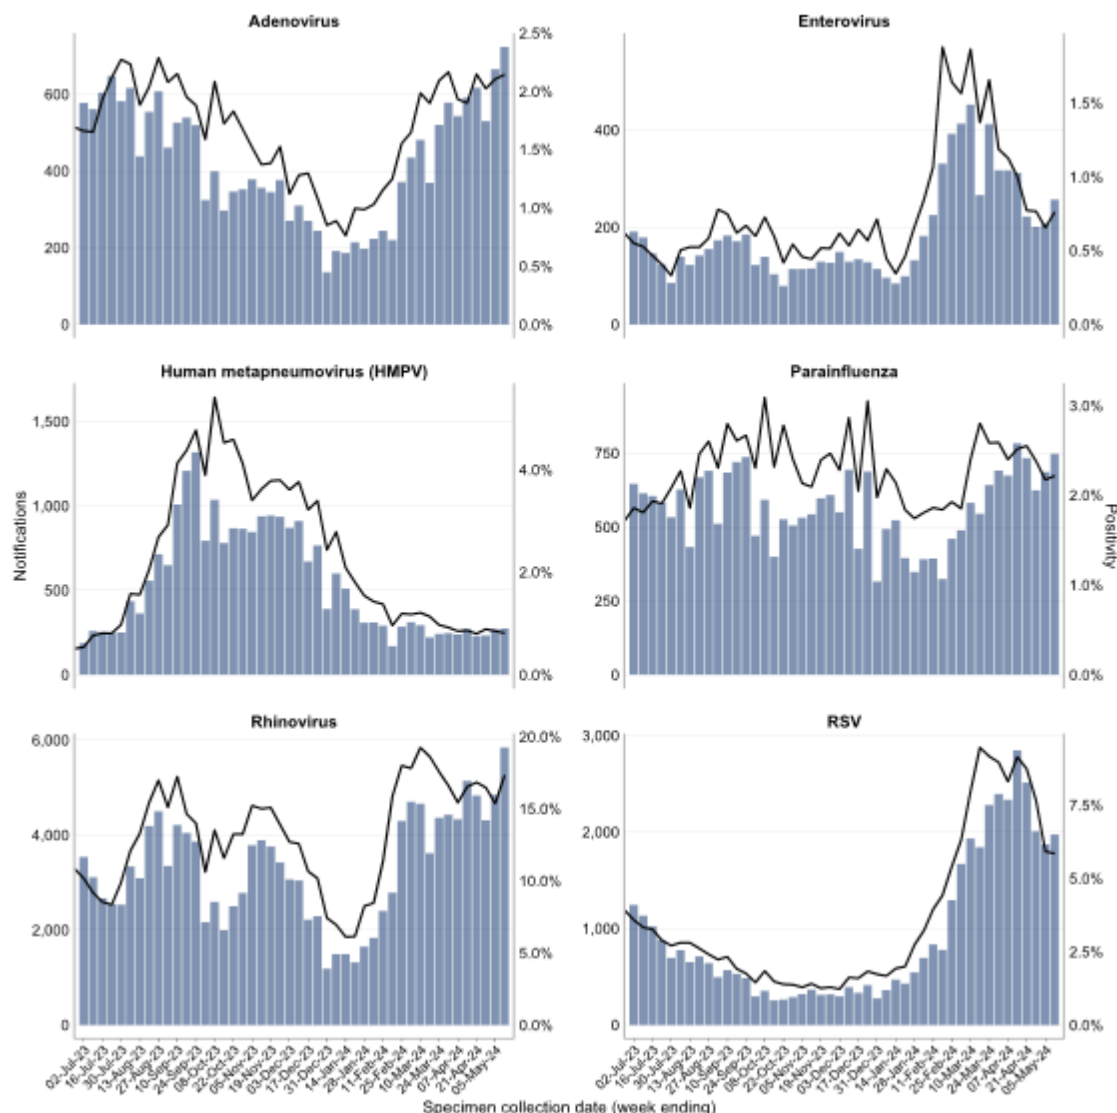 Adenovirus
Enterovirus
600
400
200
0
2.5%
2.0%
1.5%
1.0%
0.5%
0.0%
400
200
0
1.5%
1.0%
0.5%
0.0%
Human metapneumovirus (HMPV)
Parainfluenza
Notifications
1,500
1,000
500
0
4.0%
2.0%
0.0%
750
500
250
0
3.0%
2.0%
1.0%
0.0%
Positivity
Rhinovirus
RSV
6,000
4,000
2,000
0
20.0%
15.0%
10.0%
5.0%
0.0%
3,000
2,000
1,000
0
7.5%
5.0%
2.5%
0.0%
02-Jul-23
16-Jul-23
30-Jul-23
13-Aug-23
27-Aug-23
10-Sep-23
24-Sep-23
08-Oct-23
22-Oct-23
05-Nov-23
19-Nov-23
03-Dec-23
17-Dec-23
31-Dec-23
14-Jan-24
28-Jan-24
11-Feb-24
25-Feb-24
10-Mar-24
24-Mar-24
07-Apr-24
21-Apr-24
05-May-24
02-Jul-23
16-Jul-23
30-Jul-23
13-Aug-23
27-Aug-23
10-Sep-23
24-Sep-23
08-Oct-23
22-Oct-23
05-Nov-23
19-Nov-23
03-Dec-23
17-Dec-23
31-Dec-23
14-Jan-24
28-Jan-24
11-Feb-24
25-Feb-24
10-Mar-24
24-Mar-24
07-Apr-24
21-Apr-24
05-May-24
Specimen collection date (week ending)